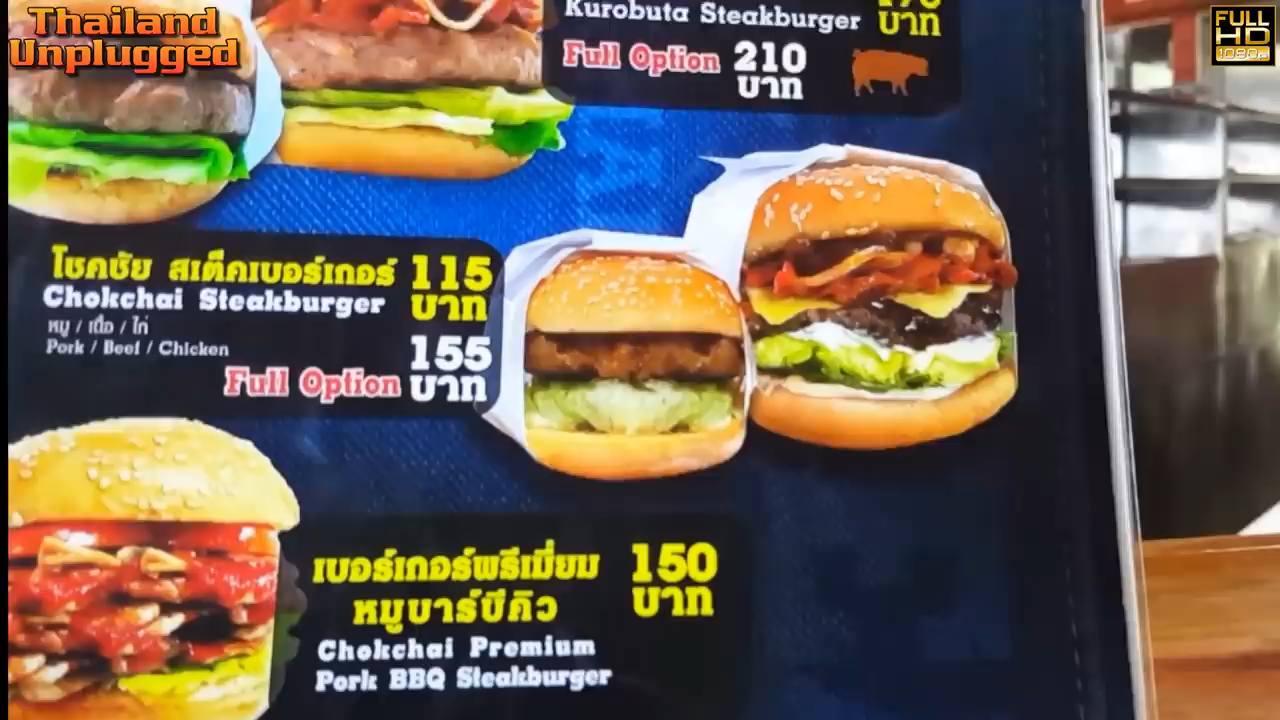 Thailand
Unplugged
FULL
HD
1080p
Kurobuta Steakburger
บาท
Full Option 210
บาท
โชคชัย สเต็คเบอร์เกอร์ 115
Chokchai Steakburger บาท
หมู / เนื้อ / ไก่
Pork / Beef / Chicken 155
Full Option บาท
เบอร์เกอร์พรีเมี่ยม 150
หมูบาร์บีคิว บาท
Chokchai Premium
Pork BBQ Steakburger